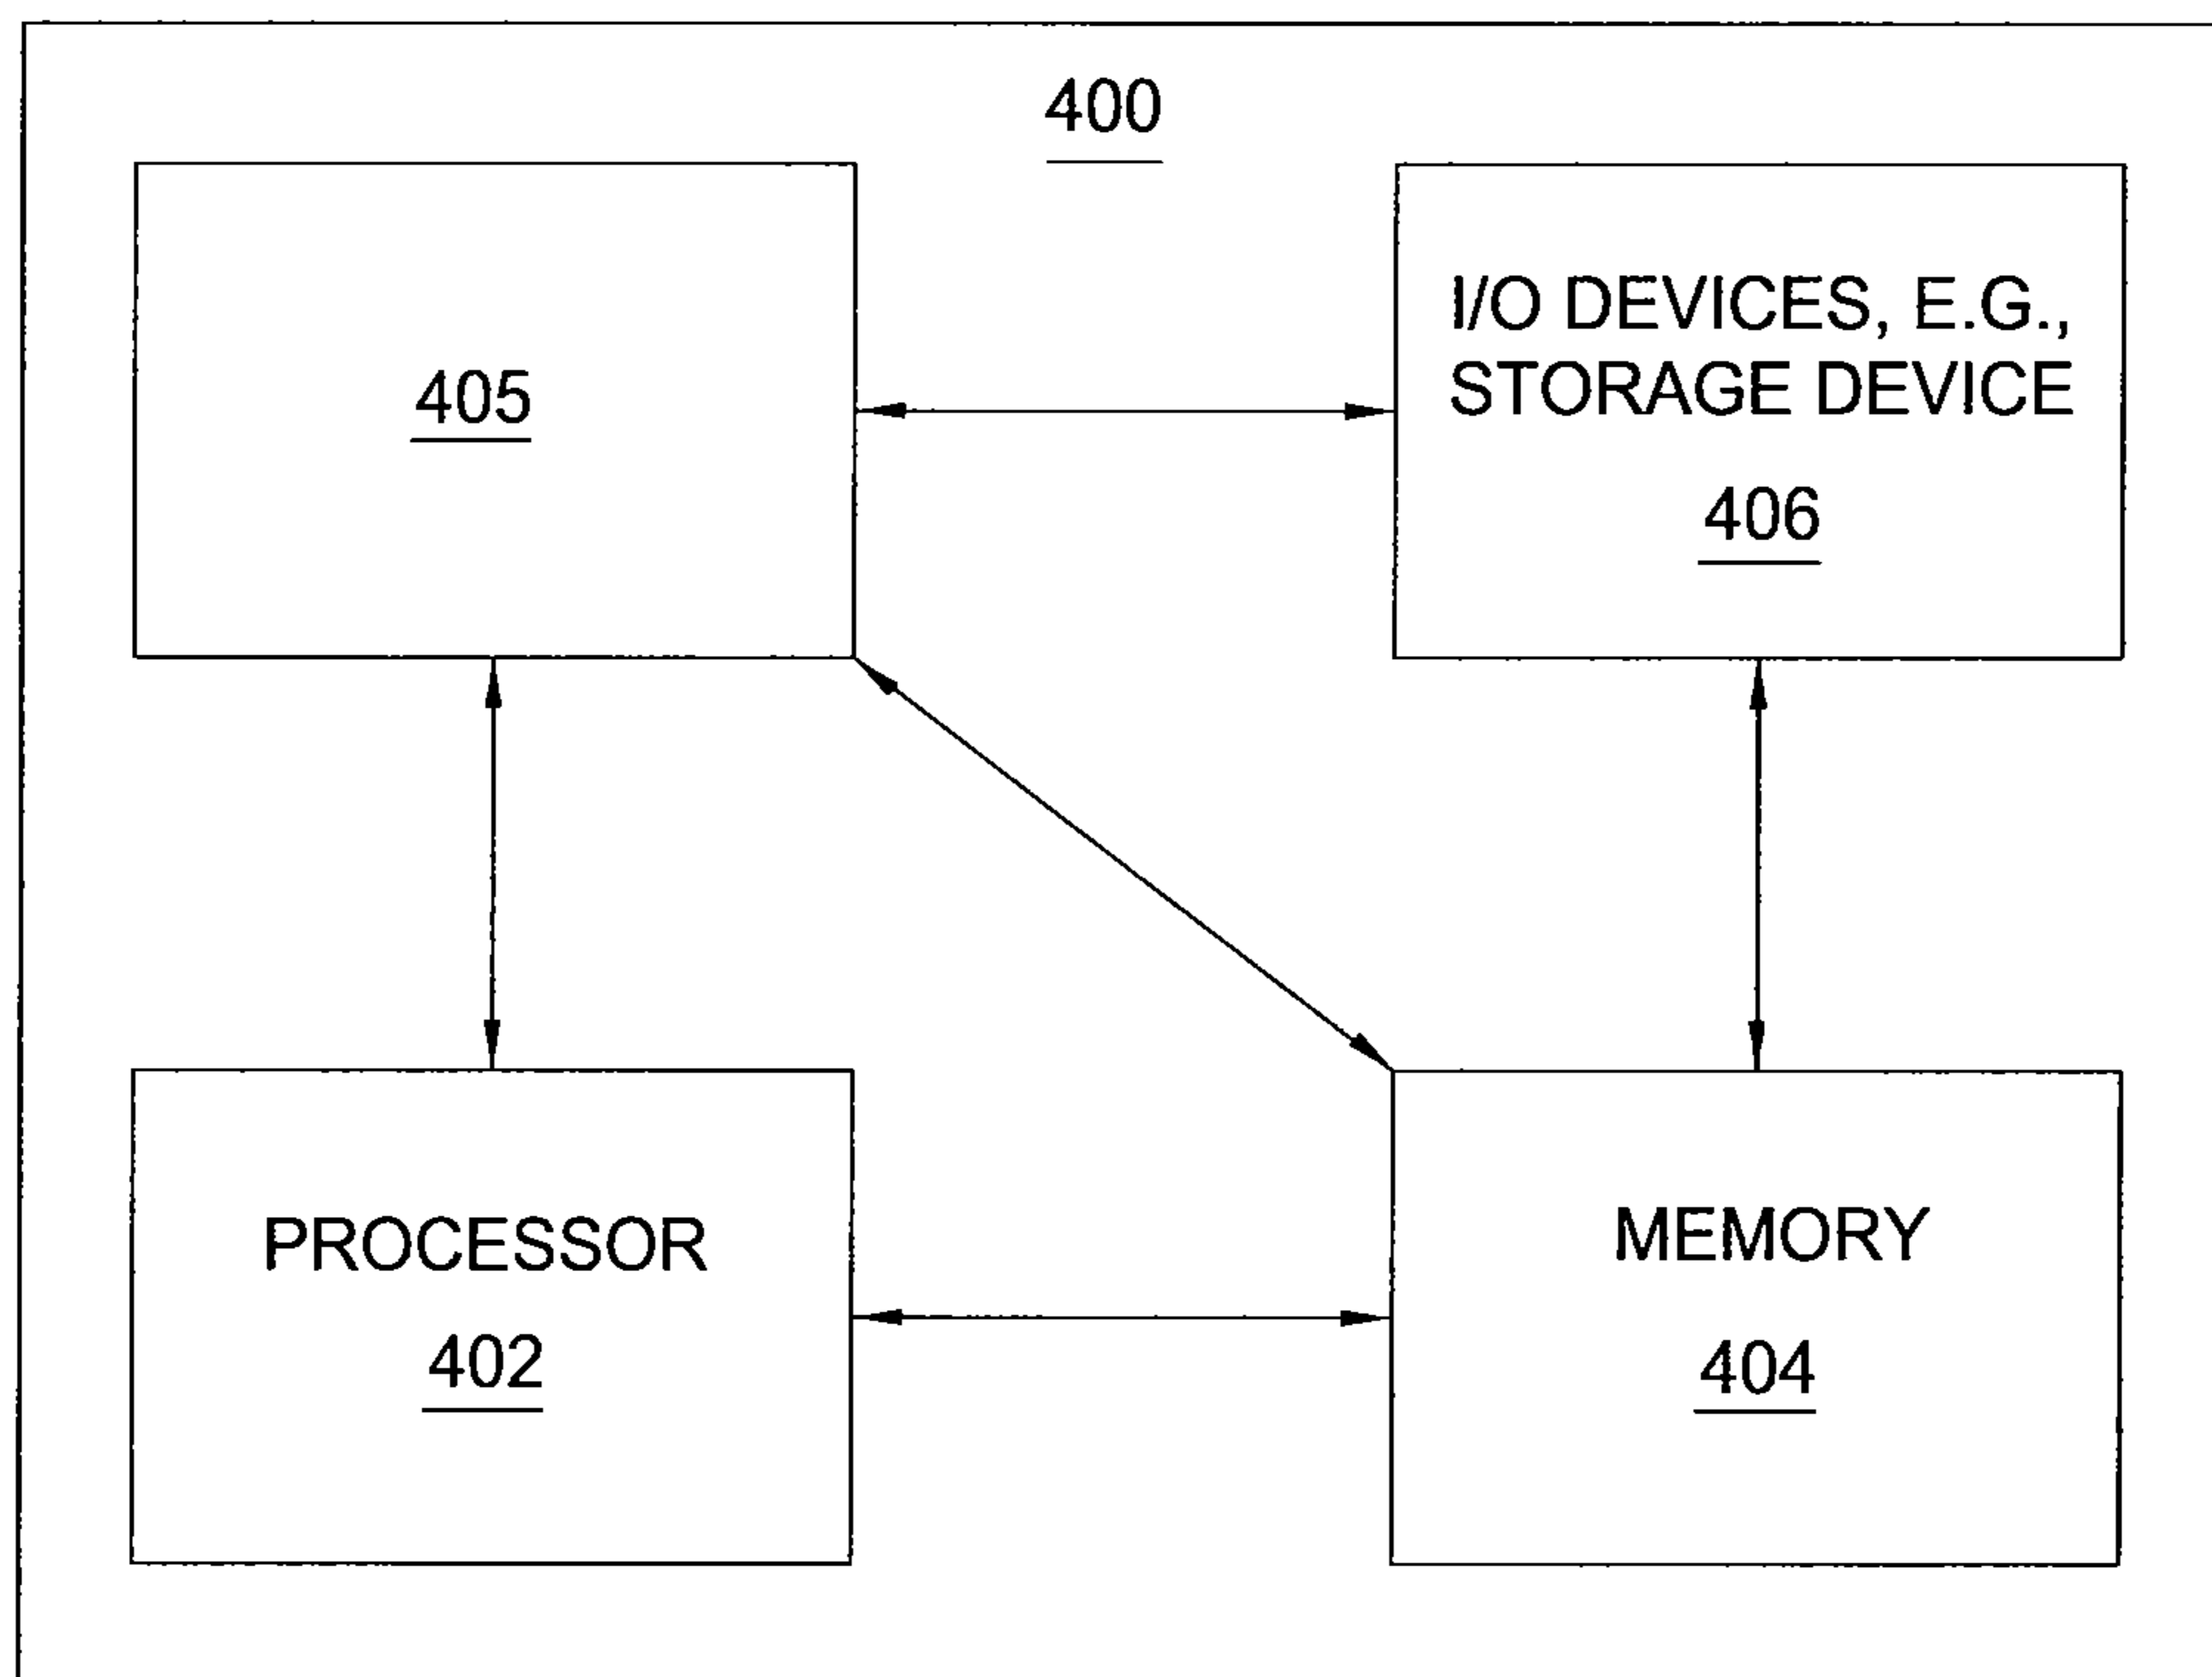 400
405
I/O DEVICES, E.G.,
STORAGE DEVICE
406
PROCESSOR
402
MEMORY
404